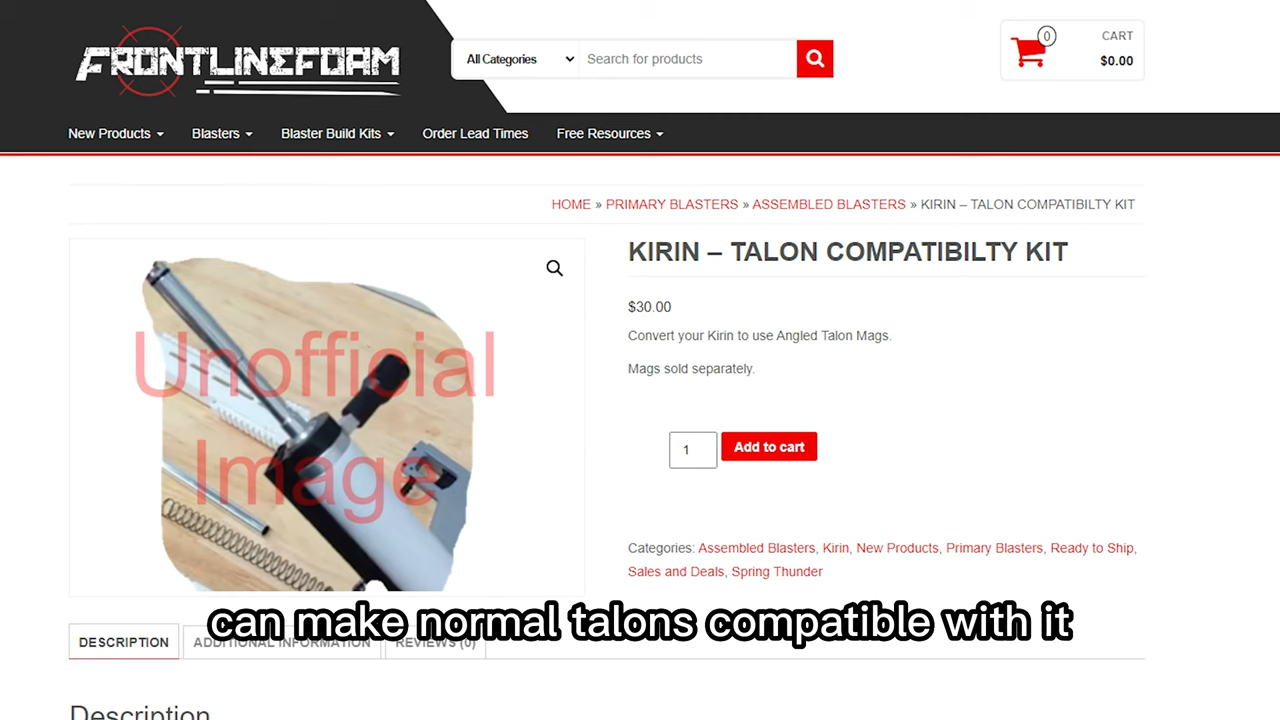 FRONTLINEFOAM
All Categories
Search for products
0
CART
$0.00
New Products
Blasters
Blaster Build Kits
Order Lead Times
Free Resources
HOME » PRIMARY BLASTERS » ASSEMBLED BLASTERS » KIRIN – TALON COMPATIBILTY KIT
Unofficial
Image
KIRIN – TALON COMPATIBILTY KIT
$30.00
Convert your Kirin to use Angled Talon Mags.
Mags sold separately.
1
Add to cart
Categories: Assembled Blasters, Kirin, New Products, Primary Blasters, Ready to Ship,
Sales and Deals, Spring Thunder
can make normal talons compatible with it
DESCRIPTION
ADDITIONAL INFORMATION
REVIEWS (0)
Description